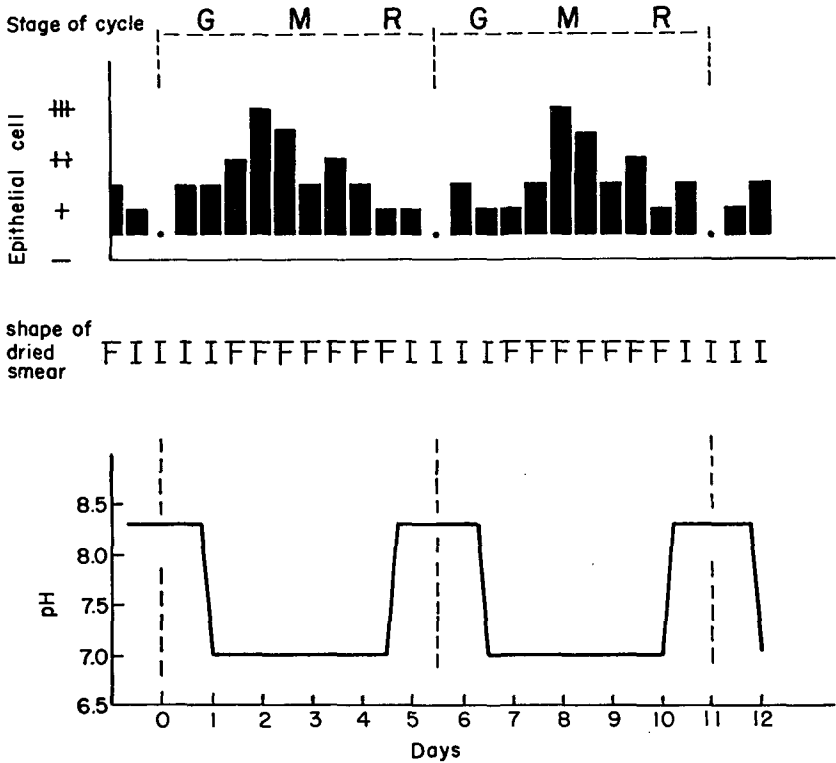 Stage of cycle G M R G M R
Epithelial cell
卌
++
+
−
shape of
dried
smear
F I I I I F F F F F F F I I I I F F F F F F F I I I I
pH
8.5
8.0
7.5
7.0
6.5
0 1 2 3 4 5 6 7 8 9 10 11 12
Days